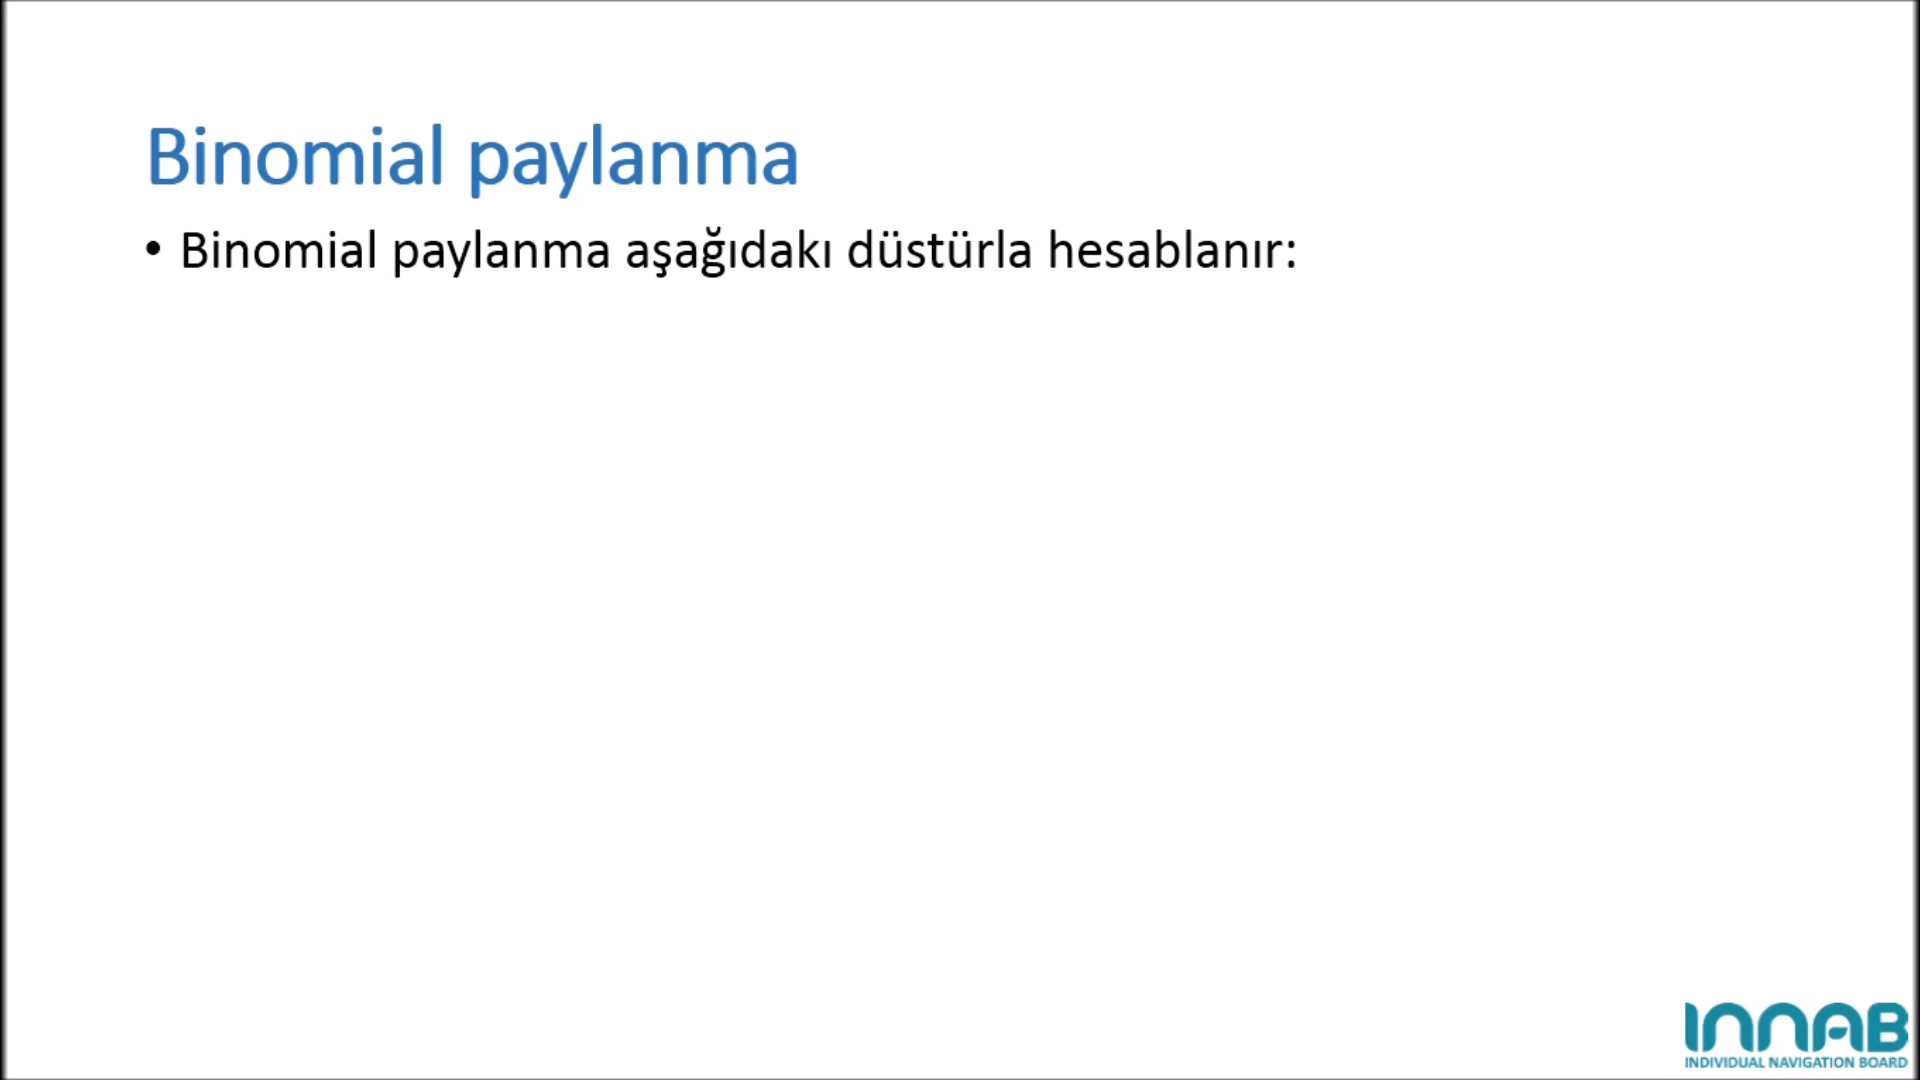 Binomial paylanma
• Binomial paylanma aşağıdakı düstürla hesablanır:
INNAB
INDIVIDUAL NAVIGATION BOARD